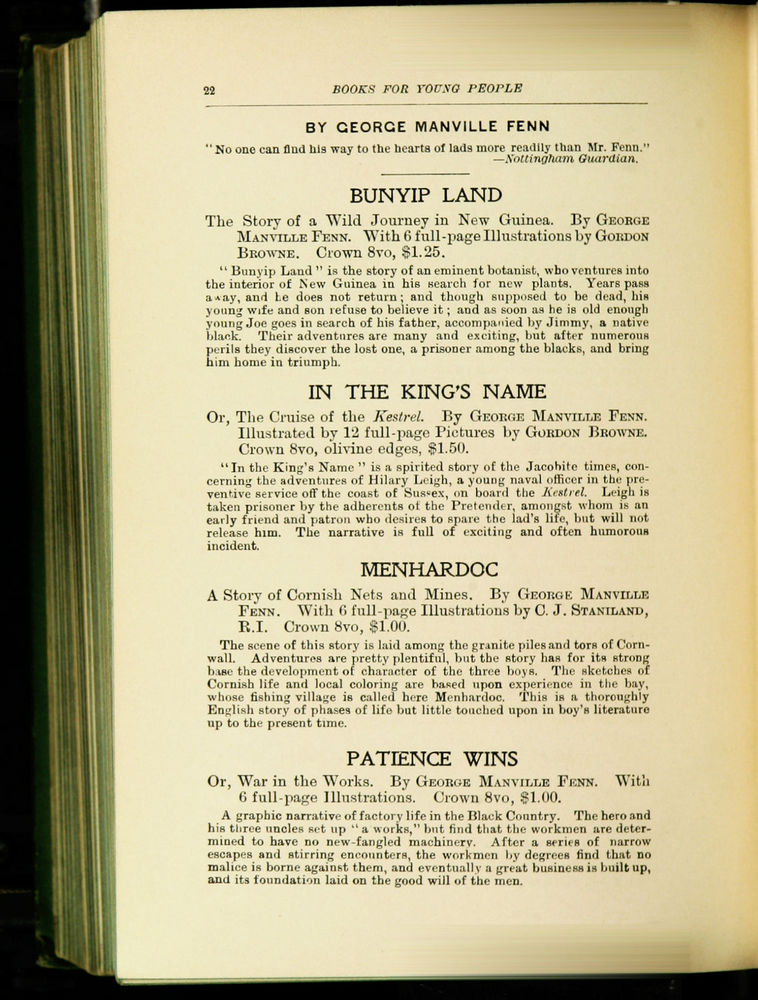 22 BOOKS FOR YOUNG PEOPLE
BY GEORGE MANVILLE FENN
"No one can find his way to the hearts of lads more readily than Mr. Fenn."
—Nottingham Guardian.
BUNYIP LAND
The Story of a Wild Journey in New Guinea. By GEORGE
MANVILLE FENN. With 6 full-page Illustrations by GORDON
BROWNE. Crown 8vo, $1.25.
"Bunyip Land" is the story of an eminent botanist, who ventures into
the interior of New Guinea in his search for new plants. Years pass
away, and he does not return; and though supposed to be dead, his
young wife and son refuse to believe it; and as soon as he is old enough
young Joe goes in search of his father, accompanied by Jimmy, a native
black. Their adventures are many and exciting, but after numerous
perils they discover the lost one, a prisoner among the blacks, and bring
him home in triumph.
IN THE KING'S NAME
Or, The Cruise of the Kestrel. By GEORGE MANVILLE FENN.
Illustrated by 12 full-page Pictures by GORDON BROWNE.
Crown 8vo, olivine edges, $1.50.
"In the King's Name" is a spirited story of the Jacobite times, con-
cerning the adventures of Hilary Leigh, a young naval officer in the pre-
ventive service off the coast of Sussex, on board the Kestrel. Leigh is
taken prisoner by the adherents of the Pretender, amongst whom is an
early friend and patron who desires to spare the lad's life, but will not
release him. The narrative is full of exciting and often humorous
incident.
MENHARDOC
A Story of Cornish Nets and Mines. By GEORGE MANVILLE
FENN. With 6 full-page Illustrations by C. J. STANILAND,
R.I. Crown 8vo, $1.00.
The scene of this story is laid among the granite piles and tors of Corn-
wall. Adventures are pretty plentiful, but the story has for its strong
base the development of character of the three boys. The sketches of
Cornish life and local coloring are based upon experience in the bay,
whose fishing village is called here Menhardoc. This is a thoroughly
English story of phases of life but little touched upon in boy's literature
up to the present time.
PATIENCE WINS
Or, War in the Works. By GEORGE MANVILLE FENN. With
6 full-page Illustrations. Crown 8vo, $1.00.
A graphic narrative of factory life in the Black Country. The hero and
his three uncles set up "a works," but find that the workmen are deter-
mined to have no new-fangled machinery. After a series of narrow
escapes and stirring encounters, the workmen by degrees find that no
malice is borne against them, and eventually a great business is built up,
and its foundation laid on the good will of the men.